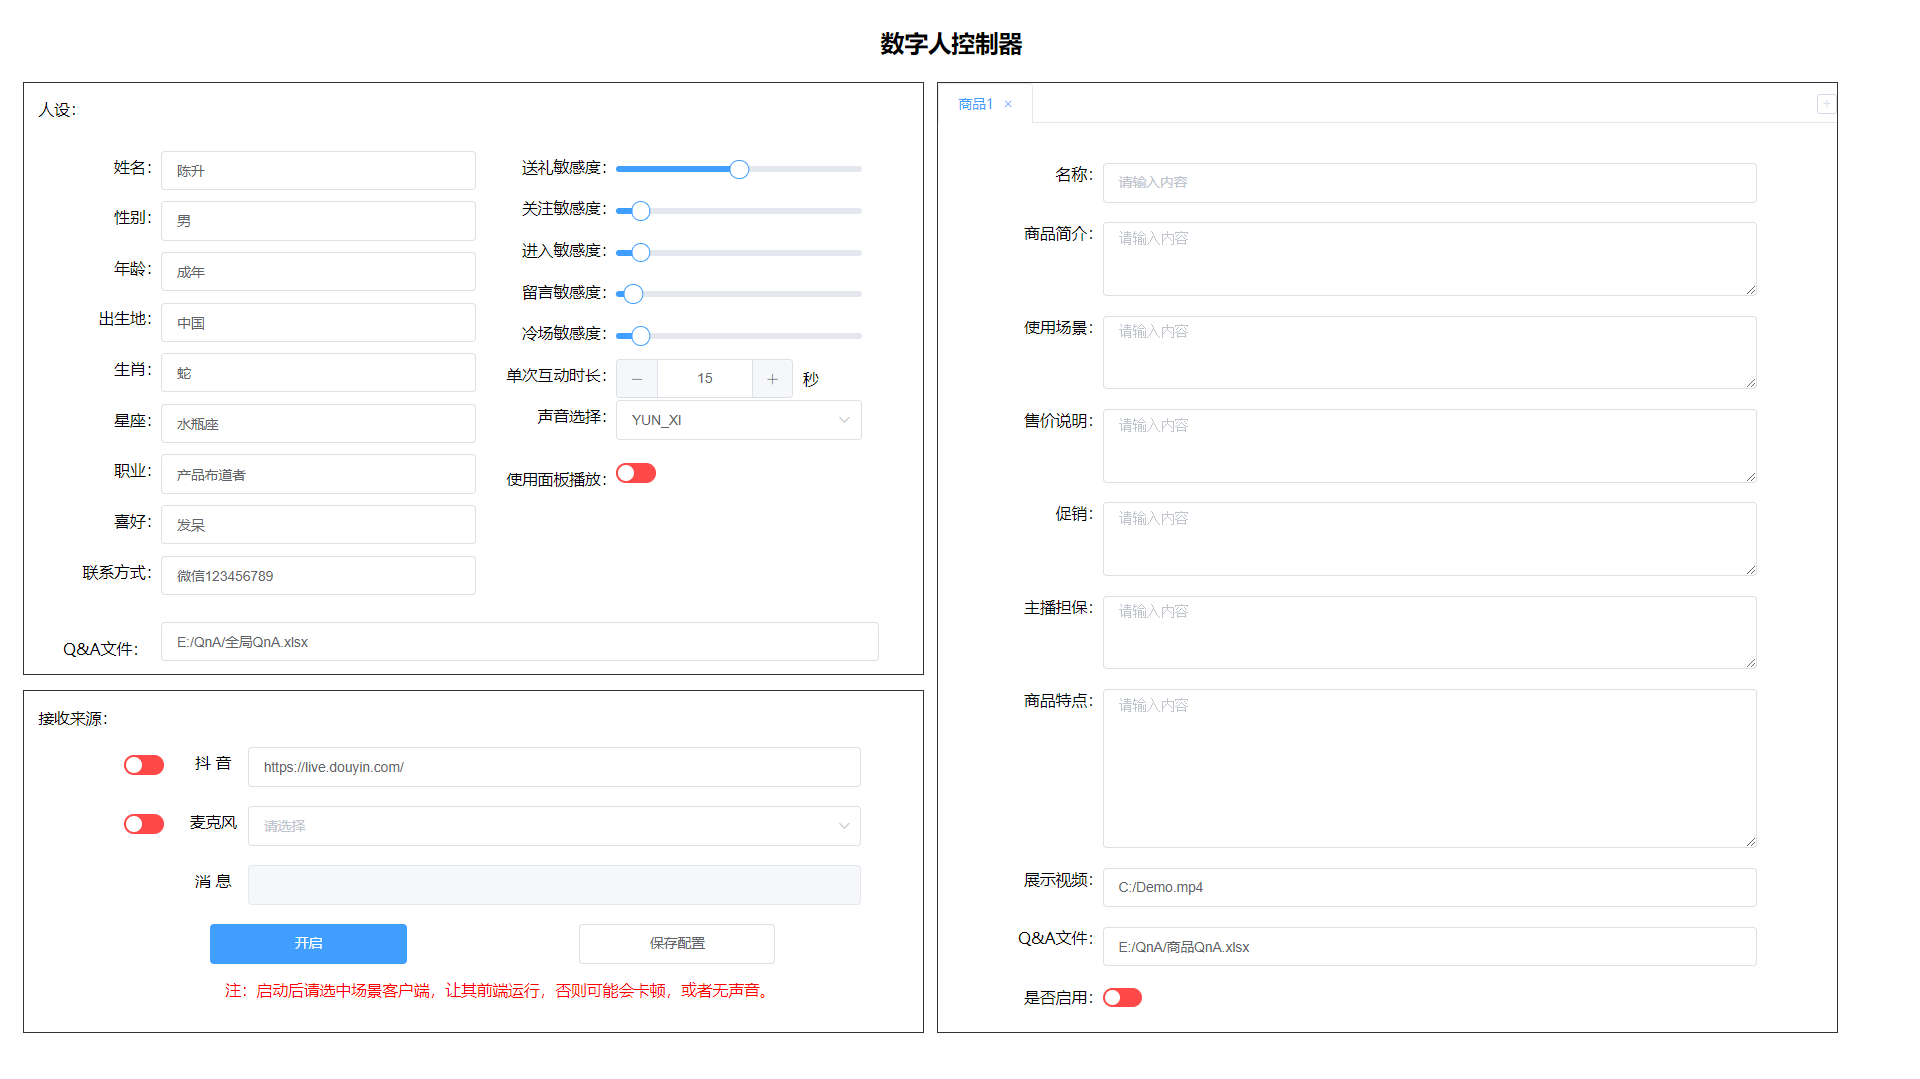 数字人控制器
人设：
姓名： 陈升
性别： 男
年龄： 成年
出生地： 中国
生肖： 蛇
星座： 水瓶座
职业： 产品布道者
喜好： 发呆
联系方式： 微信123456789
送礼敏感度：
关注敏感度：
进入敏感度：
留言敏感度：
冷场敏感度：
单次互动时长： － 15 ＋ 秒
声音选择： YUN_XI
使用面板播放：
Q&A文件： E:/QnA/全局QnA.xlsx
接收来源：
抖 音 https://live.douyin.com/
麦克风 请选择
消 息
开启 保存配置
注：启动后请选中场景客户端，让其前端运行，否则可能会卡顿，或者无声音。
商品1 × +
名称： 请输入内容
商品简介： 请输入内容
使用场景： 请输入内容
售价说明： 请输入内容
促销： 请输入内容
主播担保： 请输入内容
商品特点： 请输入内容
展示视频： C:/Demo.mp4
Q&A文件： E:/QnA/商品QnA.xlsx
是否启用：